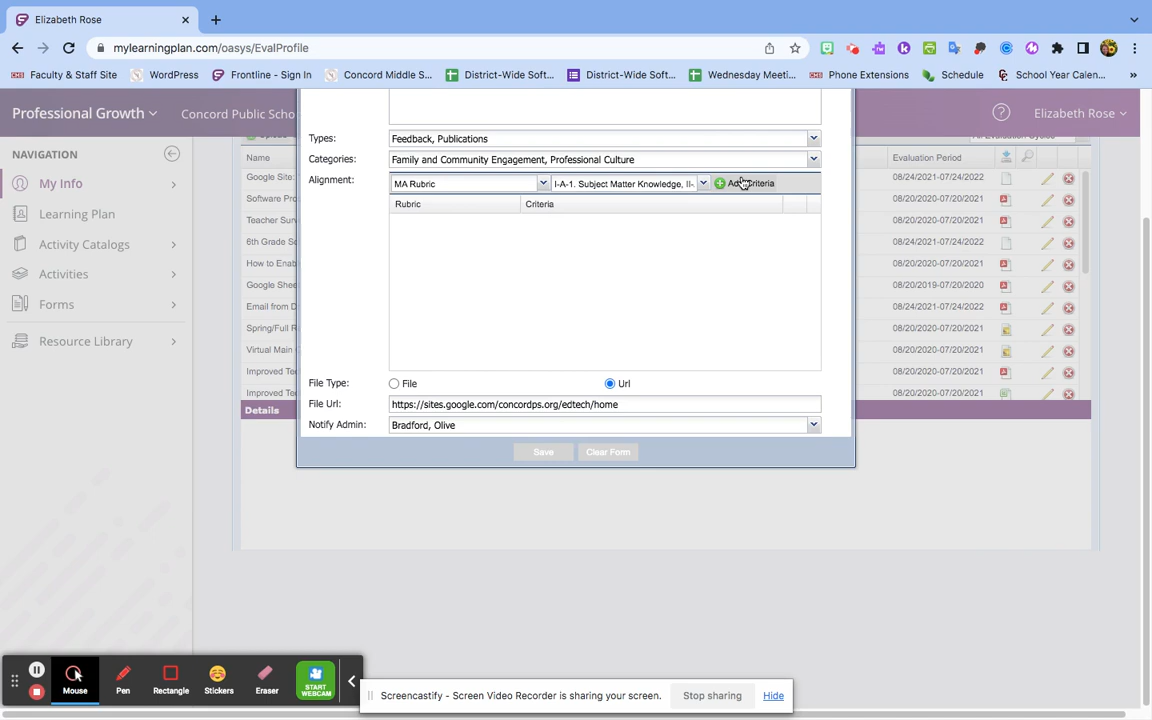 Elizabeth Rose
mylearningplan.com/oasys/EvalProfile
Faculty & Staff Site WordPress Frontline - Sign In Concord Middle S... District-Wide Soft... District-Wide Soft... Wednesday Meeti... Phone Extensions Schedule School Year Calen... »
Professional Growth Concord Public Scho Elizabeth Rose
NAVIGATION
My Info
Learning Plan
Activity Catalogs
Activities
Forms
Resource Library
Name Evaluation Period
Google Site: 08/24/2021-07/24/2022
Software Pro 08/20/2020-07/20/2021
Teacher Sun 08/20/2020-07/20/2021
6th Grade Sc 08/24/2021-07/24/2022
How to Enab 08/20/2020-07/20/2021
Google Shee 08/20/2019-07/20/2020
Email from D 08/24/2021-07/24/2022
Spring/Full R 08/20/2020-07/20/2021
Virtual Main 08/20/2020-07/20/2021
Improved Te 08/20/2020-07/20/2021
Improved Te 08/20/2020-07/20/2021
Details
Types: Feedback, Publications
Categories: Family and Community Engagement, Professional Culture
Alignment: MA Rubric I-A-1. Subject Matter Knowledge, II-. Add Criteria
Rubric Criteria
File Type: File Url
File Url: https://sites.google.com/concordps.org/edtech/home
Notify Admin: Bradford, Olive
Save Clear Form
Mouse Pen Rectangle Stickers Eraser START WEBCAM
Screencastify - Screen Video Recorder is sharing your screen. Stop sharing Hide